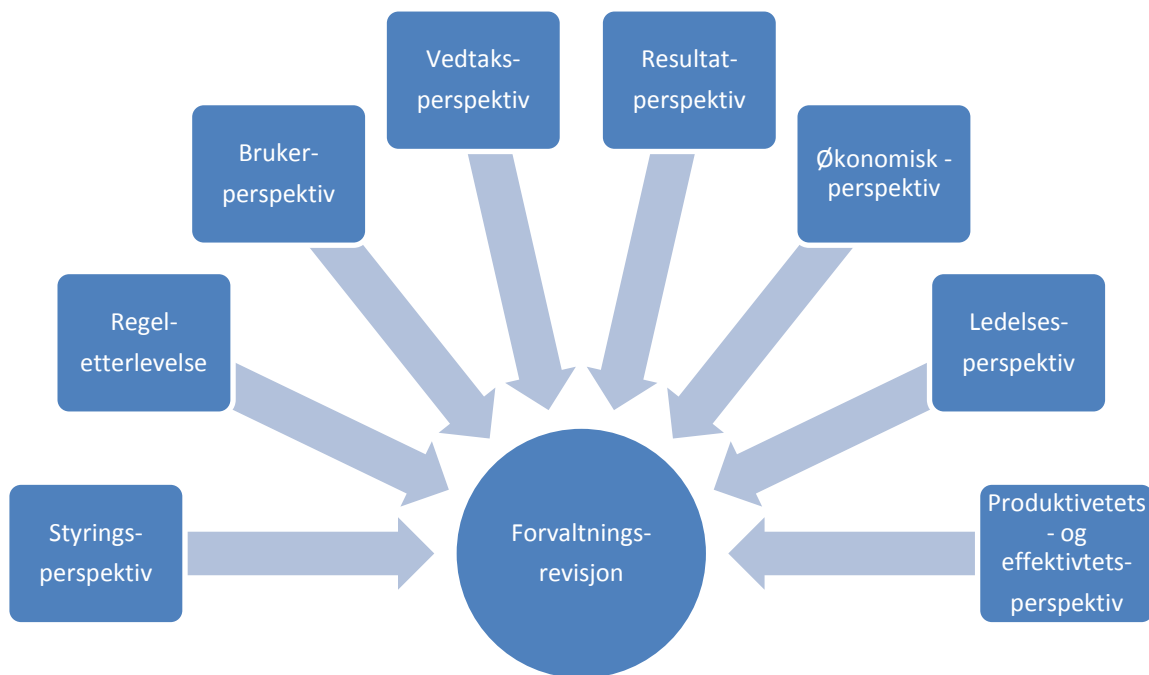 Vedtaks-
perspektiv
Resultat-
perspektiv
Bruker-
perspektiv
Økonomisk -
perspektiv
Regel-
etterlevelse
Ledelses-
perspektiv
Styrings-
perspektiv
Forvaltnings-
revisjon
Produktivetets
- og
effektivtets-
perspektiv